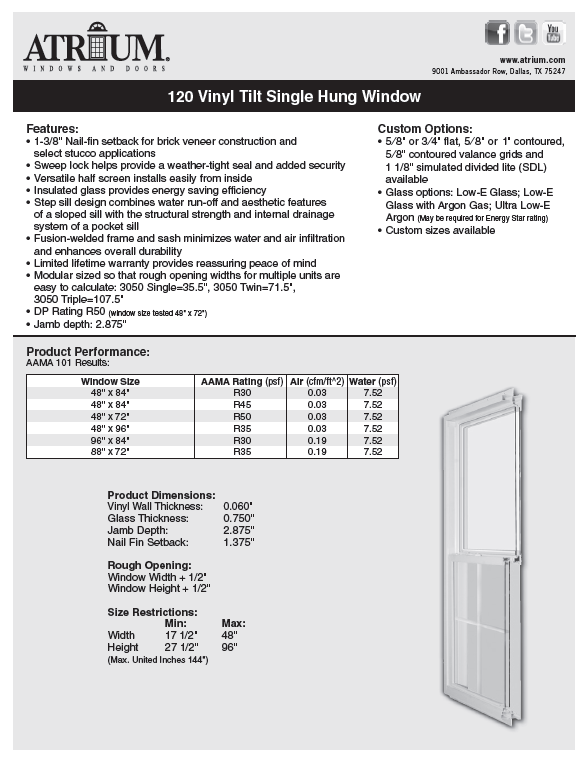 ATRIUM.
WINDOWS AND DOORS
f
t
You
Tube
www.atrium.com
9001 Ambassador Row, Dallas, TX 75247
120 Vinyl Tilt Single Hung Window
Features:
• 1-3/8" Nail-fin setback for brick veneer construction and
select stucco applications
• Sweep lock helps provide a weather-tight seal and added security
• Versatile half screen installs easily from inside
• Insulated glass provides energy saving efficiency
• Step sill design combines water run-off and aesthetic features
of a sloped sill with the structural strength and internal drainage
system of a pocket sill
• Fusion-welded frame and sash minimizes water and air infiltration
and enhances overall durability
• Limited lifetime warranty provides reassuring peace of mind
• Modular sized so that rough opening widths for multiple units are
easy to calculate: 3050 Single=35.5", 3050 Twin=71.5",
3050 Triple=107.5"
• DP Rating R50 (window size tested 48" x 72")
• Jamb depth: 2.875"
Custom Options:
• 5/8" or 3/4" flat, 5/8" or 1" contoured,
5/8" contoured valance grids and
1 1/8" simulated divided lite (SDL)
available
• Glass options: Low-E Glass; Low-E
Glass with Argon Gas; Ultra Low-E
Argon (May be required for Energy Star rating)
• Custom sizes available
Product Performance:
AAMA 101 Results:
Window Size AAMA Rating (psf) Air (cfm/ft^2) Water (psf)
48" x 84" R30 0.03 7.52
48" x 84" R45 0.03 7.52
48" x 72" R50 0.03 7.52
48" x 96" R35 0.03 7.52
96" x 84" R30 0.19 7.52
88" x 72" R35 0.19 7.52
Product Dimensions:
Vinyl Wall Thickness: 0.060"
Glass Thickness: 0.750"
Jamb Depth: 2.875"
Nail Fin Setback: 1.375"
Rough Opening:
Window Width + 1/2"
Window Height + 1/2"
Size Restrictions:
Min: Max:
Width 17 1/2" 48"
Height 27 1/2" 96"
(Max. United Inches 144")